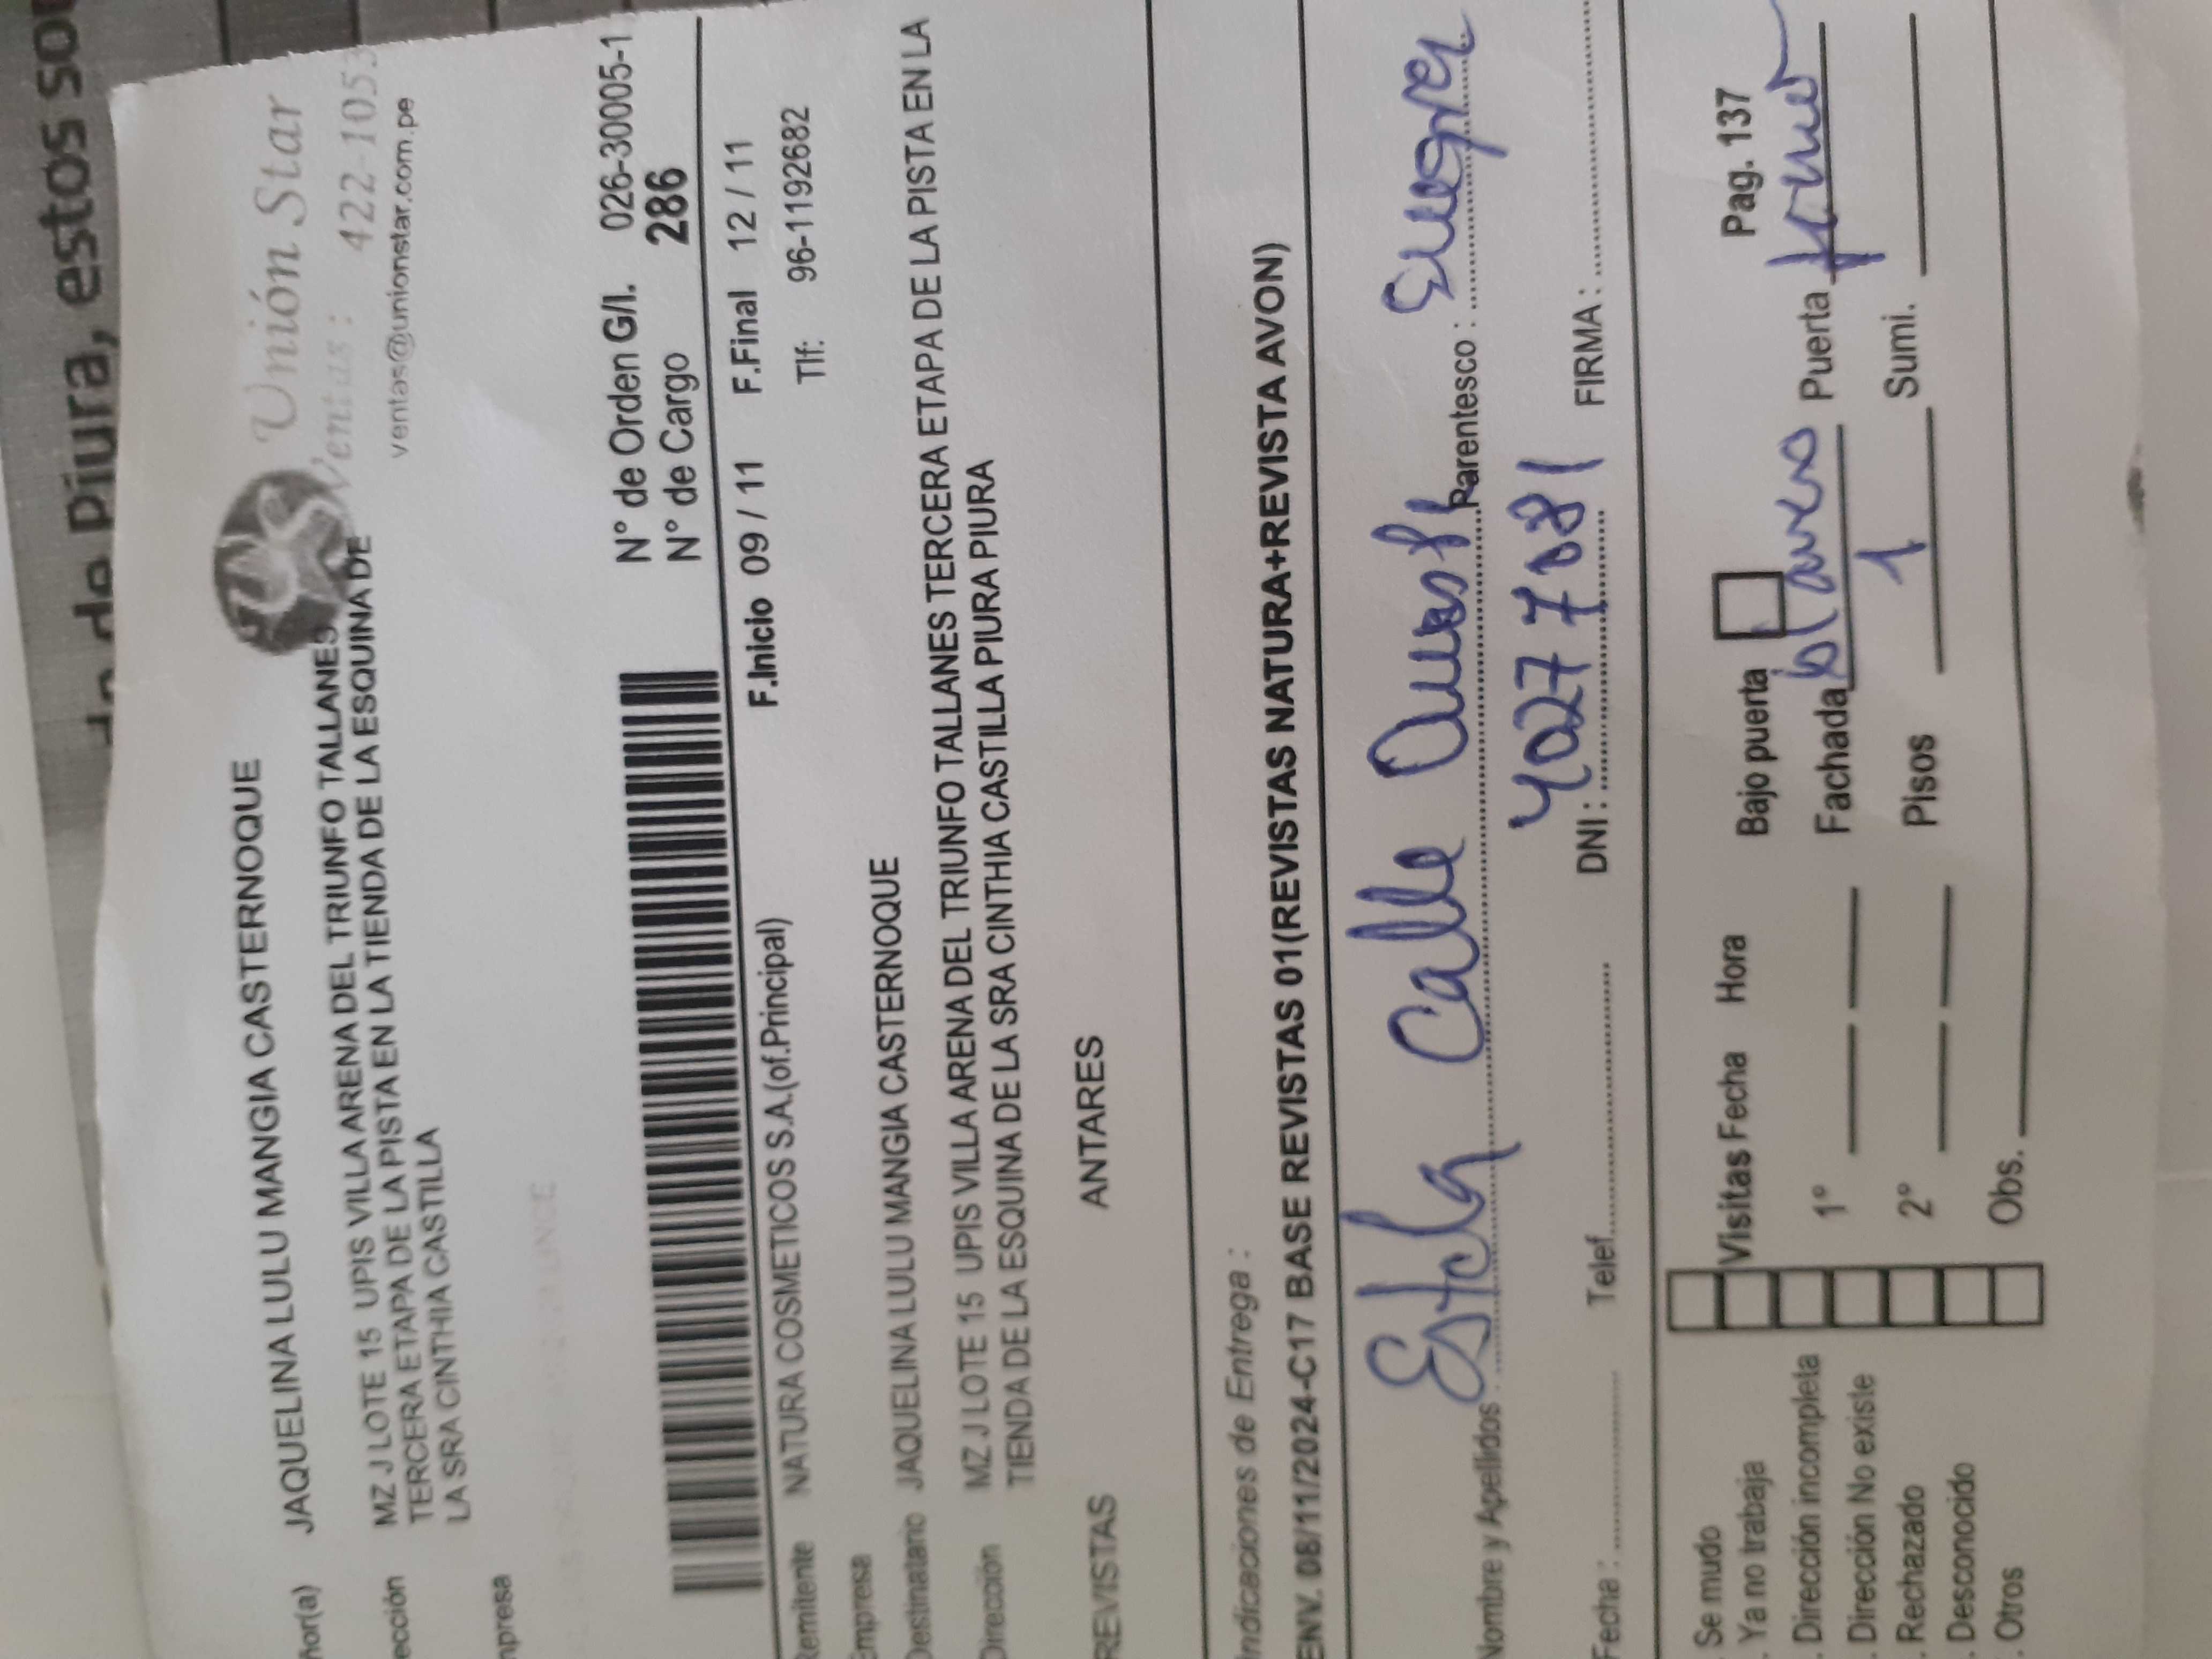 de Piura, estos
Unión Star
Ventas : 422-1053
ventas@unionstar.com.pe
hor(a) JAQUELINA LULU MANGIA CASTERNOQUE
ección MZ J LOTE 15 UPIS VILLA ARENA DEL TRIUNFO TALLANES
TERCERA ETAPA DE LA PISTA EN LA TIENDA DE LA ESQUINA DE
LA SRA CINTHIA CASTILLA
mpresa
N° de Orden G/I. 026-30005-1
N° de Cargo 286
F.Inicio 09 / 11 F.Final 12 / 11
Remitente NATURA COSMETICOS S.A.(of.Principal) Tlf: 96-11192682
Empresa
Destinatario JAQUELINA LULU MANGIA CASTERNOQUE
Dirección MZ J LOTE 15 UPIS VILLA ARENA DEL TRIUNFO TALLANES TERCERA ETAPA DE LA PISTA EN LA
TIENDA DE LA ESQUINA DE LA SRA CINTHIA CASTILLA PIURA PIURA
REVISTAS ANTARES
Indicaciones de Entrega :
ENV. 08/11/2024-C17 BASE REVISTAS 01(REVISTAS NATURA+REVISTA AVON)
Nombre y Apellidos : Estela Calle Parentesco : Suegra
Fecha : Telef. DNI : 40277081 FIRMA :
. Se mudo
. Ya no trabaja
. Dirección incompleta
. Dirección No existe
. Rechazado
. Desconocido
. Otros
Visitas Fecha Hora Bajo puerta Pag. 137
1° Fachada blanco Puerta
2° Pisos 1 Sumi.
Obs.